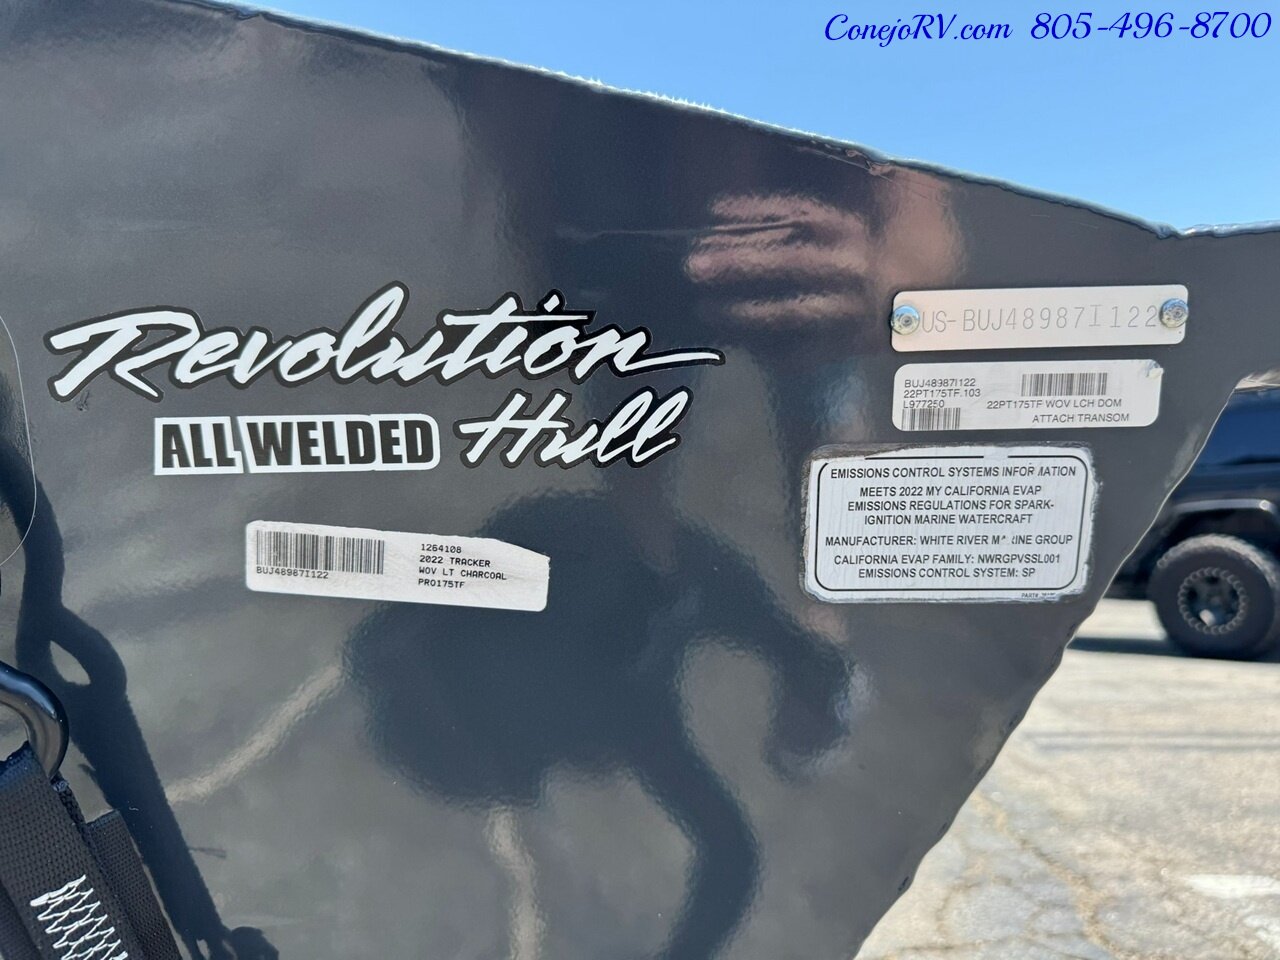 ConejoRV.com 805-496-8700
Revolution
ALL WELDED Hull
US-BUJ48987I122
BUJ48987I122
22PT175TF.103
L977250
22PT175TF WOV LCH DOM
ATTACH TRANSOM
EMISSIONS CONTROL SYSTEMS INFORMATION
MEETS 2022 MY CALIFORNIA EVAP
EMISSIONS REGULATIONS FOR SPARK-
IGNITION MARINE WATERCRAFT
MANUFACTURER: WHITE RIVER MARINE GROUP
CALIFORNIA EVAP FAMILY: NWRGPVSSL001
EMISSIONS CONTROL SYSTEM: SP
PART#
BUJ48987I122
1264108
2022 TRACKER
WOV LT CHARCOAL
PRO175TF